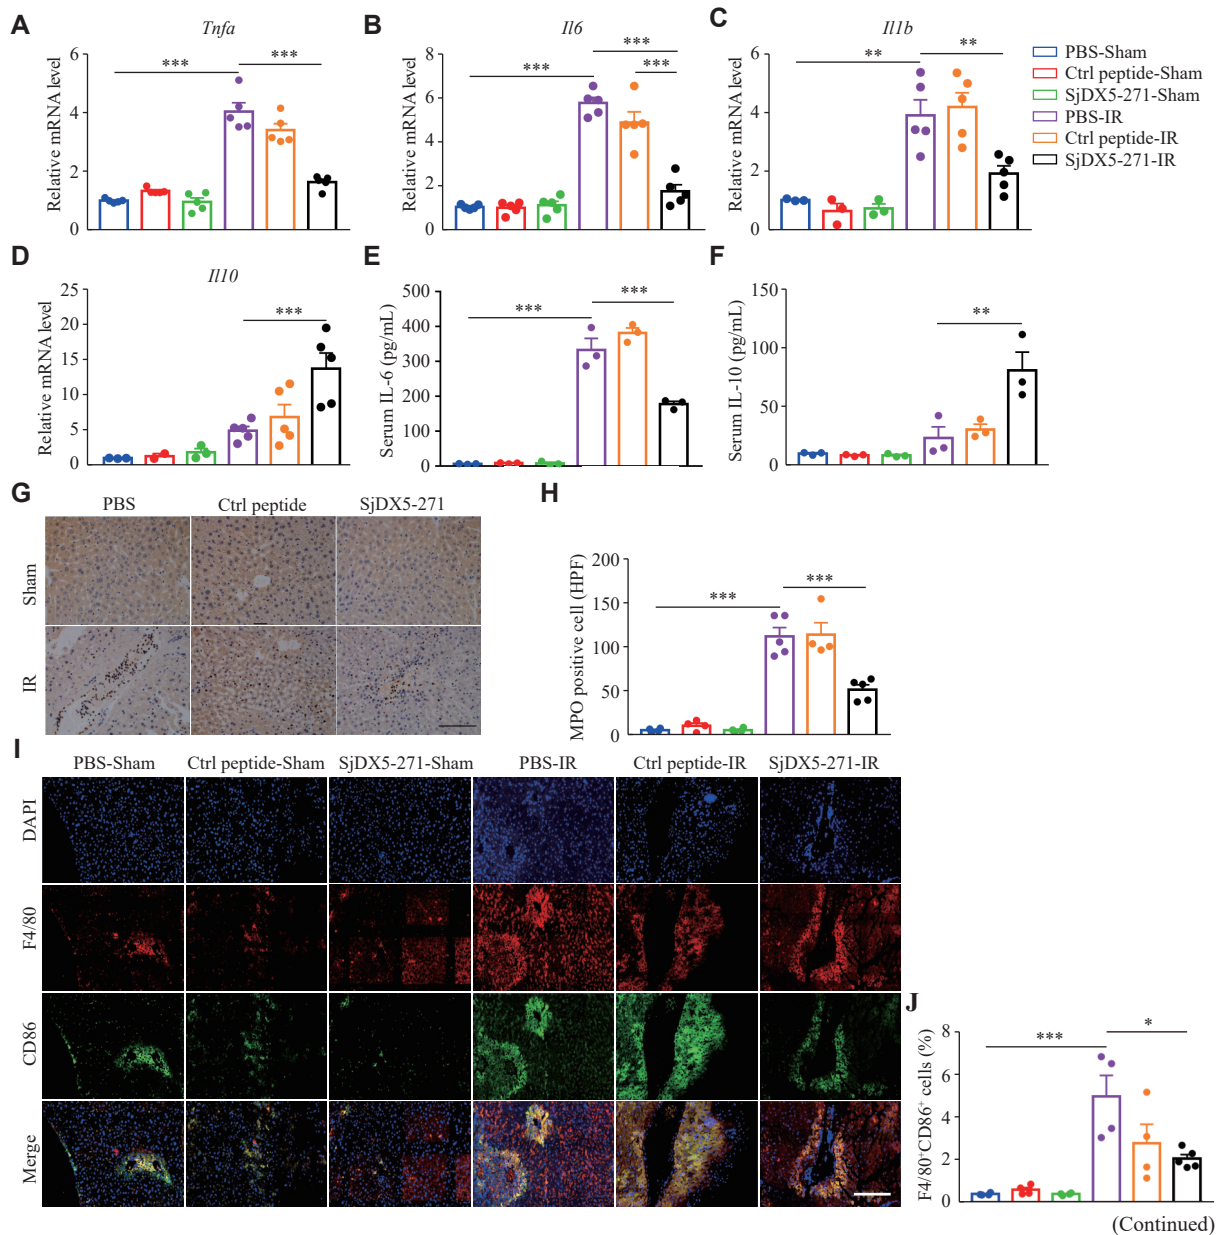 A
Tnfa
Relative mRNA level
6
4
2
0
***
***
B
Il6
Relative mRNA level
8
6
4
2
0
***
***
***
C
Il1b
Relative mRNA level
6
4
2
0
**
**
PBS-Sham
Ctrl peptide-Sham
SjDX5-271-Sham
PBS-IR
Ctrl peptide-IR
SjDX5-271-IR
D
Il10
Relative mRNA level
25
20
15
10
5
0
***
E
Serum IL-6 (pg/mL)
500
400
300
200
100
0
***
***
F
Serum IL-10 (pg/mL)
150
100
50
0
**
G
PBS
Ctrl peptide
SjDX5-271
Sham
IR
H
MPO positive cell (HPF)
200
150
100
50
0
***
***
I
PBS-Sham
Ctrl peptide-Sham
SjDX5-271-Sham
PBS-IR
Ctrl peptide-IR
SjDX5-271-IR
DAPI
F4/80
CD86
Merge
J
F4/80⁺CD86⁺ cells (%)
8
6
4
2
0
***
*
(Continued)